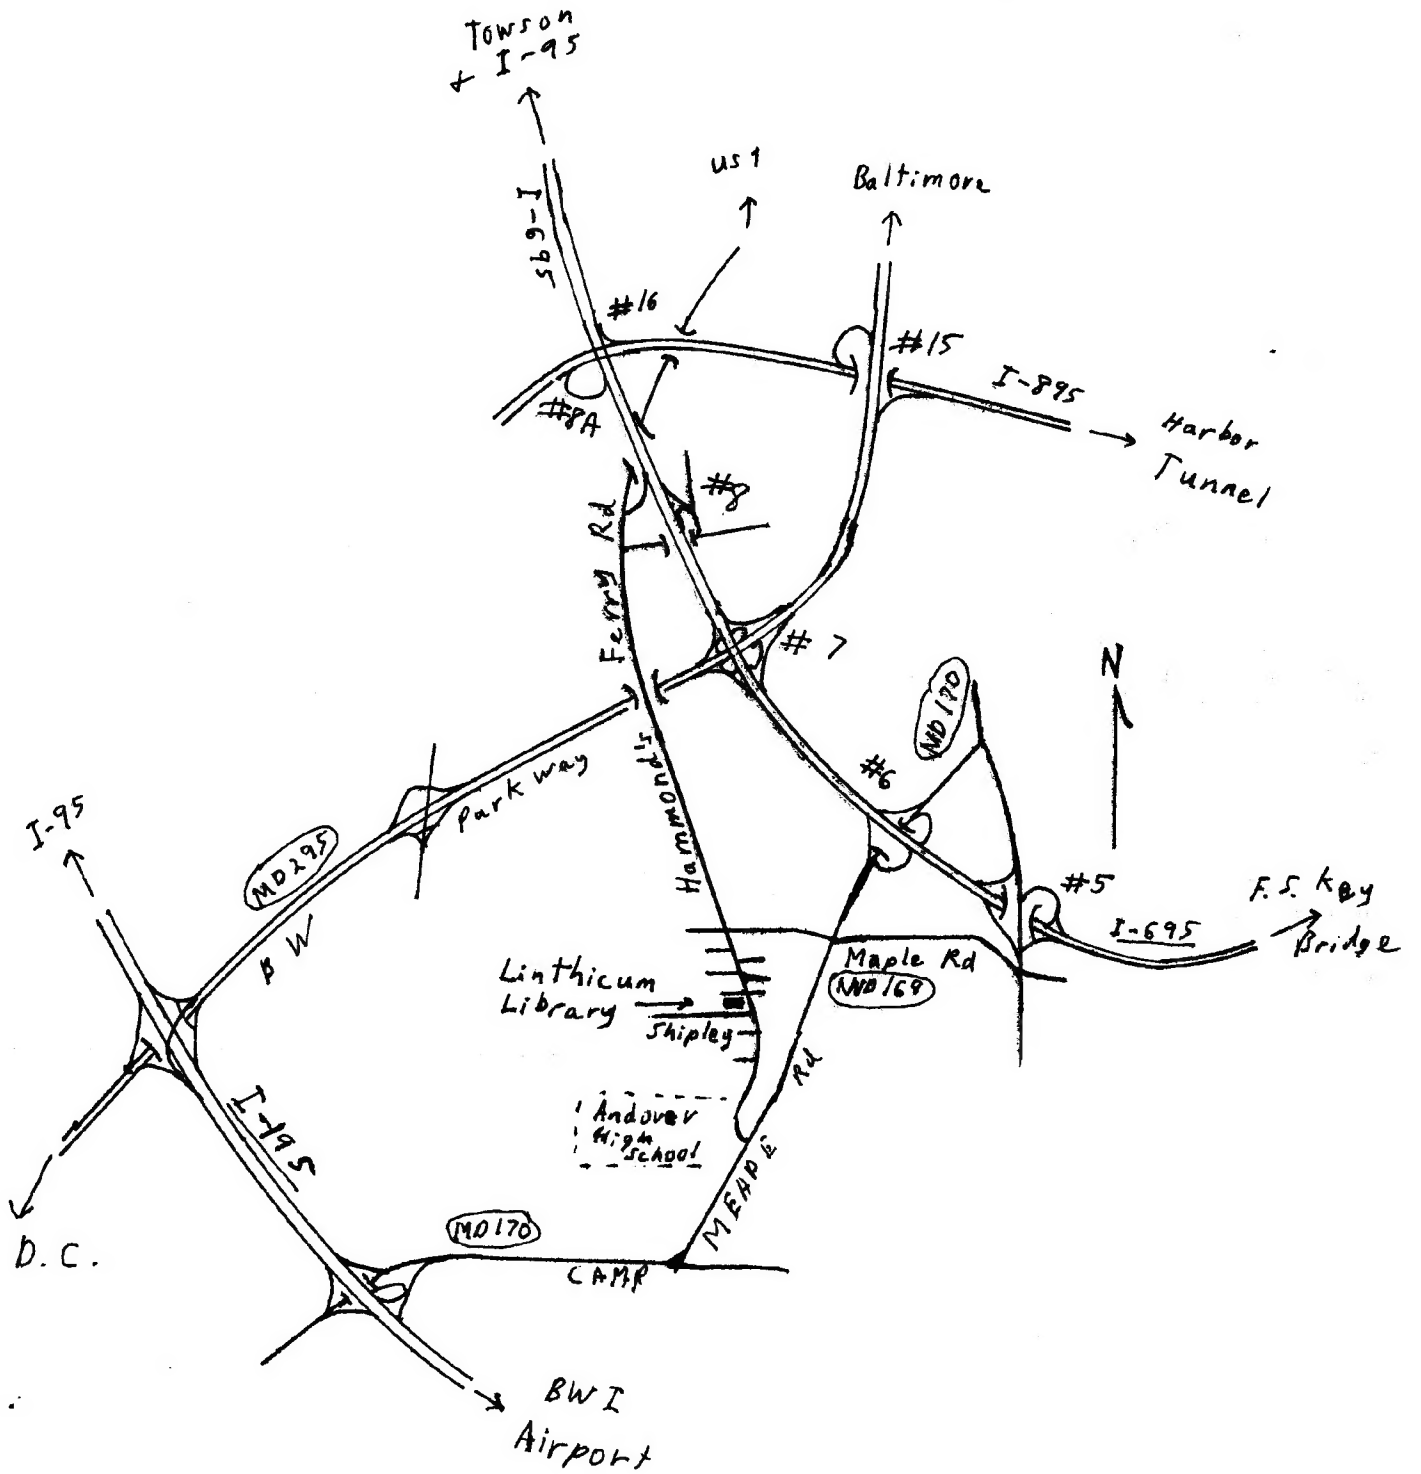 Towson
+ I-95
US 1
Baltimore
I-695
#16
#15
I-895
#8A
Harbor
Tunnel
#8
Hammonds Ferry Rd
#7
N
MD 170
#6
I-95
Parkway
MD 295
B W
#5
F.S. Key
Bridge
I-695
Maple Rd
MD 169
Linthicum
Library
Shipley
I-195
Andover
High
School
CAMP MEADE Rd
MD 170
D.C.
BWI
Airport